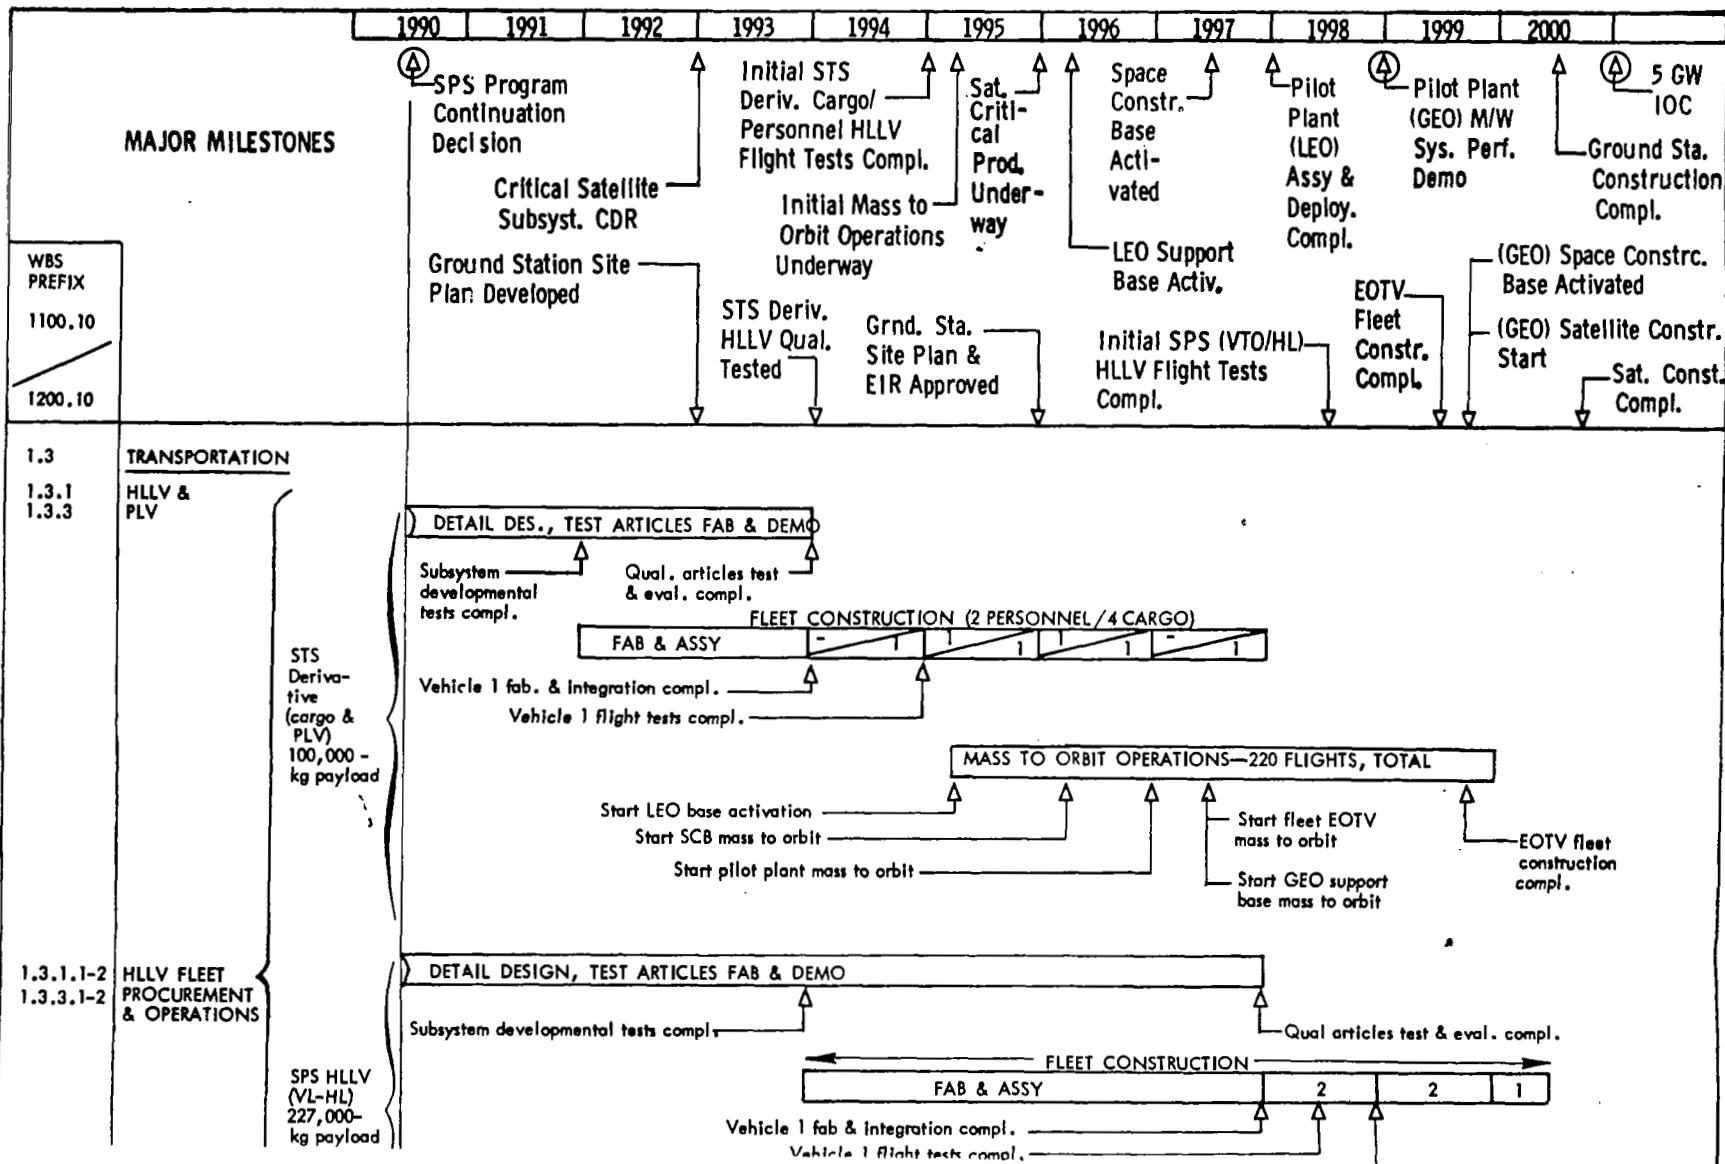 1990 1991 1992 1993 1994 1995 1996 1997 1998 1999 2000
MAJOR MILESTONES
SPS Program
Continuation
Decision
Critical Satellite
Subsyst. CDR
Ground Station Site
Plan Developed
Initial STS
Deriv. Cargo/
Personnel HLLV
Flight Tests Compl.
Initial Mass to
Orbit Operations
Underway
STS Deriv.
HLLV Qual.
Tested
Sat.
Criti-
cal
Prod.
Under-
way
Grnd. Sta.
Site Plan &
EIR Approved
Space
Constr.
Base
Acti-
vated
LEO Support
Base Activ.
Initial SPS (VTO/HL)
HLLV Flight Tests
Compl.
Pilot
Plant
(LEO)
Assy &
Deploy.
Compl.
EOTV
Fleet
Constr.
Compl.
Pilot Plant
(GEO) M/W
Sys. Perf.
Demo
5 GW
IOC
Ground Sta.
Construction
Compl.
(GEO) Space Constrc.
Base Activated
(GEO) Satellite Constr.
Start
Sat. Const.
Compl.
WBS
PREFIX
1100.10
1200.10
1.3 TRANSPORTATION
1.3.1 HLLV &
1.3.3 PLV
DETAIL DES., TEST ARTICLES FAB & DEMO
Subsystem
developmental
tests compl.
Qual. articles test
& eval. compl.
FLEET CONSTRUCTION (2 PERSONNEL/4 CARGO)
FAB & ASSY - 1 1 1 1 1 - 1
Vehicle 1 fab. & integration compl.
Vehicle 1 flight tests compl.
STS
Deriva-
tive
(cargo &
PLV)
100,000-
kg payload
MASS TO ORBIT OPERATIONS—220 FLIGHTS, TOTAL
Start LEO base activation
Start SCB mass to orbit
Start pilot plant mass to orbit
Start fleet EOTV
mass to orbit
Start GEO support
base mass to orbit
EOTV fleet
construction
compl.
1.3.1.1-2 HLLV FLEET
1.3.3.1-2 PROCUREMENT
& OPERATIONS
DETAIL DESIGN, TEST ARTICLES FAB & DEMO
Subsystem developmental tests compl.
Qual articles test & eval. compl.
FLEET CONSTRUCTION
FAB & ASSY 2 2 1
SPS HLLV
(VL-HL)
227,000-
kg payload
Vehicle 1 fab & integration compl.
Vehicle 1 flight tests compl.